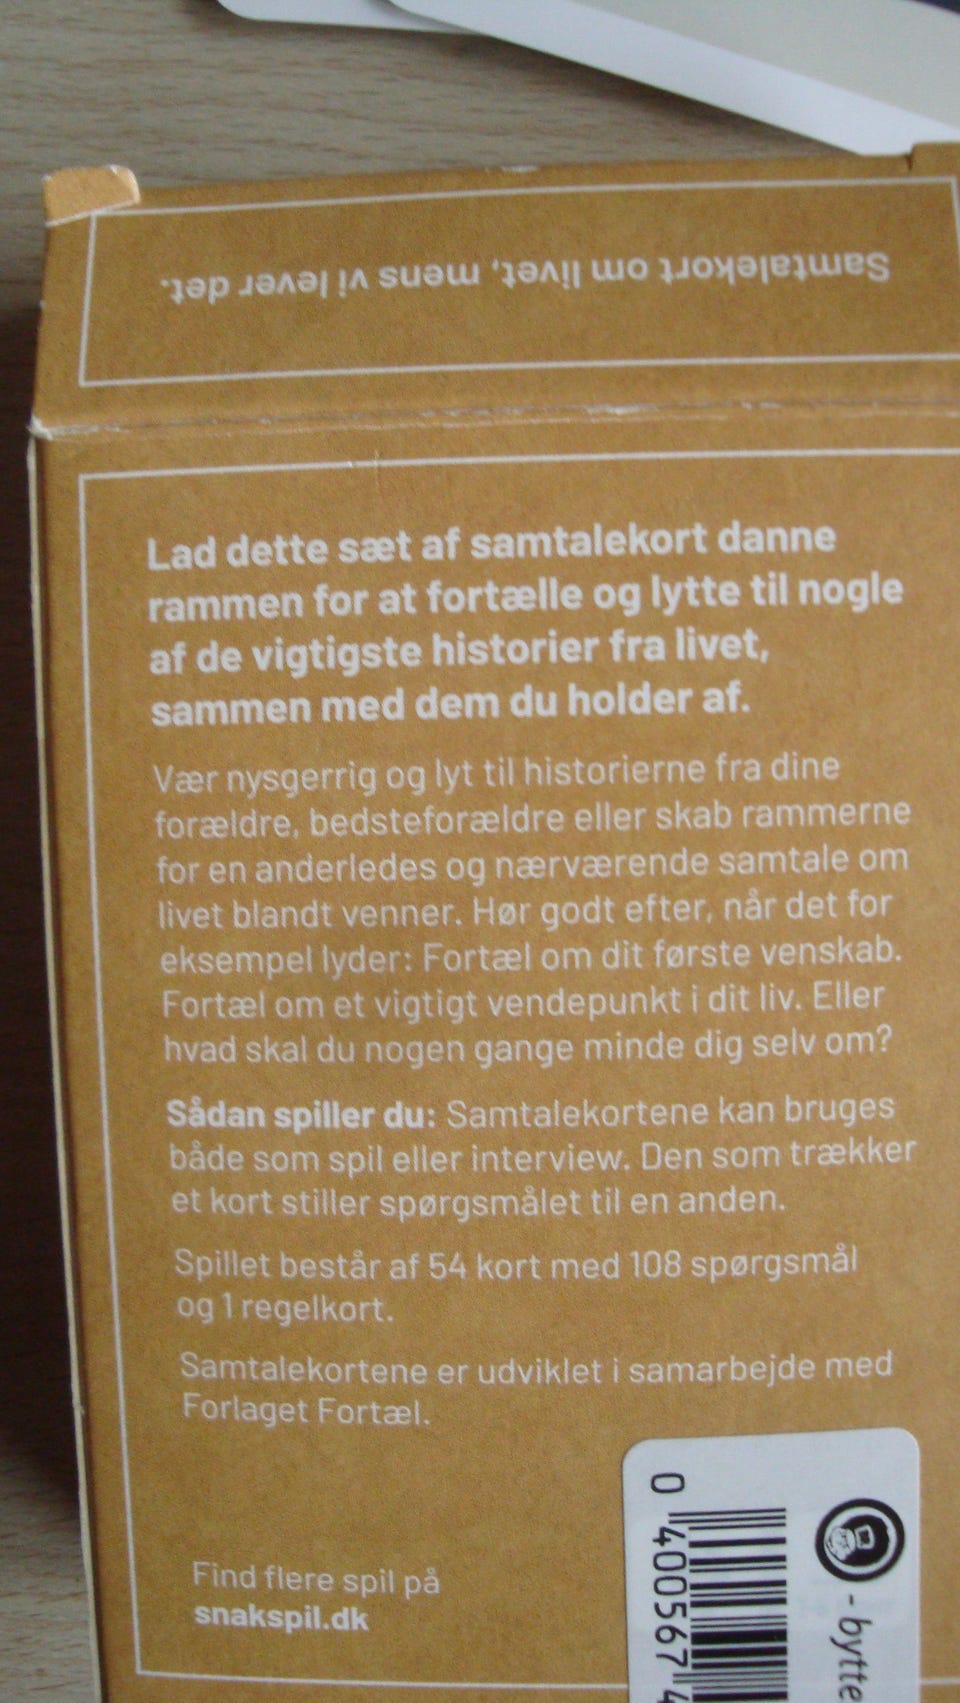 Samtalekort om livet, mens vi lever det.
Lad dette sæt af samtalekort danne
rammen for at fortælle og lytte til nogle
af de vigtigste historier fra livet,
sammen med dem du holder af.
Vær nysgerrig og lyt til historierne fra dine
forældre, bedsteforældre eller skab rammerne
for en anderledes og nærværende samtale om
livet blandt venner. Hør godt efter, når det for
eksempel lyder: Fortæl om dit første venskab.
Fortæl om et vigtigt vendepunkt i dit liv. Eller
hvad skal du nogen gange minde dig selv om?
Sådan spiller du: Samtalekortene kan bruges
både som spil eller interview. Den som trækker
et kort stiller spørgsmålet til en anden.
Spillet består af 54 kort med 108 spørgsmål
og 1 regelkort.
Samtalekortene er udviklet i samarbejde med
Forlaget Fortæl.
Find flere spil på
snakspil.dk
0 400567 4
- bytte